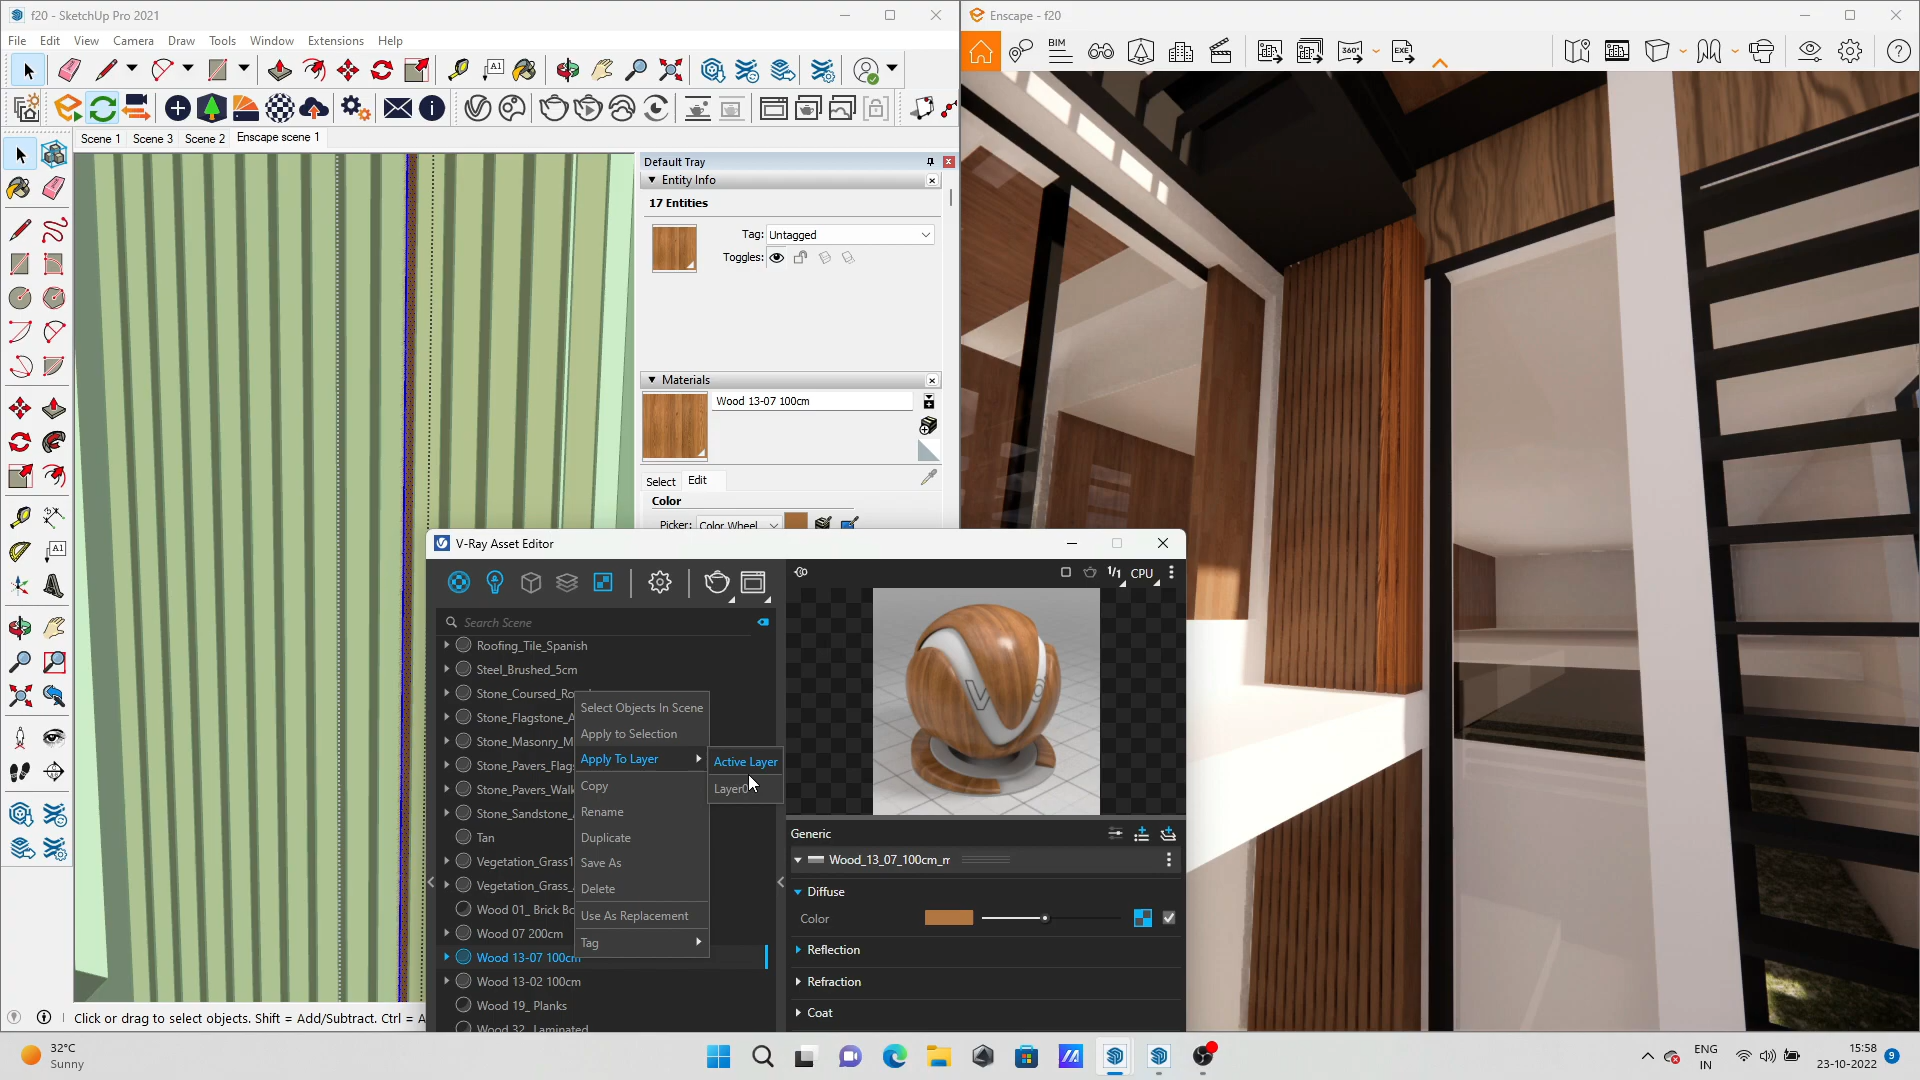 f20 - SketchUp Pro 2021
File Edit View Camera Draw Tools Window Extensions Help
Scene 1 Scene 3 Scene 2 Enscape scene 1
Default Tray
Entity Info
17 Entities
Tag: Untagged
Toggles:
Materials
Wood 13-07 100cm
Select Edit
Color
Picker: Color Wheel
Enscape - f20
BIM
360°
EXE
V-Ray Asset Editor
1/1 CPU
Search Scene
Roofing_Tile_Spanish
Steel_Brushed_5cm
Stone_Coursed_Ro
Stone_Flagstone_A
Stone_Masonry_M
Stone_Pavers_Flag
Stone_Pavers_Walk
Stone_Sandstone_
Tan
Vegetation_Grass1
Vegetation_Grass_
Wood 01_ Brick Bo
Wood 07 200cm
Wood 13-07 100cm
Wood 13-02 100cm
Wood 19_ Planks
Wood 32_ Laminated
Select Objects In Scene
Apply to Selection
Apply To Layer
Copy
Rename
Duplicate
Save As
Delete
Use As Replacement
Tag
Active Layer
Layer0
Generic
Wood_13_07_100cm_m
Diffuse
Color
Reflection
Refraction
Coat
Click or drag to select objects. Shift = Add/Subtract. Ctrl = A
32°C
Sunny
ENG
IN
15:58
23-10-2022
9